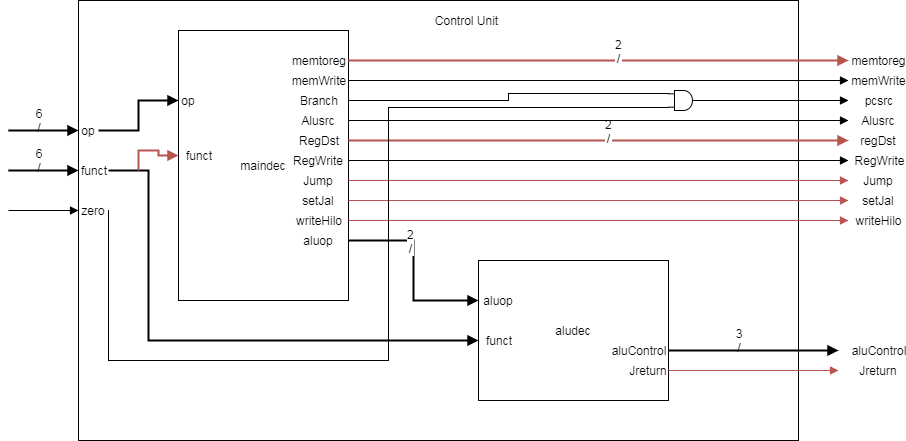 Control Unit
2
/
memtoreg
memtoreg
memWrite
memWrite
Branch
pcsrc
6
/
op
op
Alusrc
Alusrc
2
/
RegDst
regDst
6
/
funct
funct
maindec
RegWrite
RegWrite
Jump
Jump
zero
setJal
setJal
writeHilo
writeHilo
aluop
2
/
aluop
aludec
funct
3
/
aluControl
aluControl
Jreturn
Jreturn